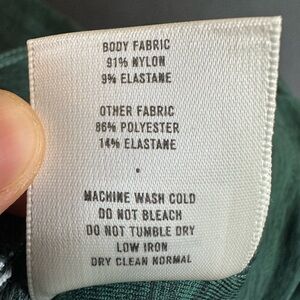 BODY FABRIC
91% NYLON
9% ELASTANE
OTHER FABRIC
86% POLYESTER
14% ELASTANE
MACHINE WASH COLD
DO NOT BLEACH
DO NOT TUMBLE DRY
LOW IRON
DRY CLEAN NORMAL